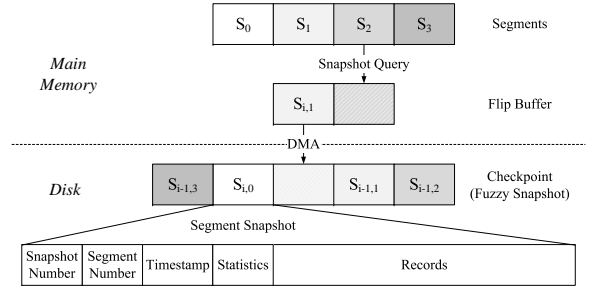 S0 S1 S2 S3 Segments
Main
Memory
Snapshot Query
Si,1 Flip Buffer
DMA
Disk
Si-1,3 Si,0 Si-1,1 Si-1,2 Checkpoint
(Fuzzy Snapshot)
Segment Snapshot
Snapshot Number Segment Number Timestamp Statistics Records